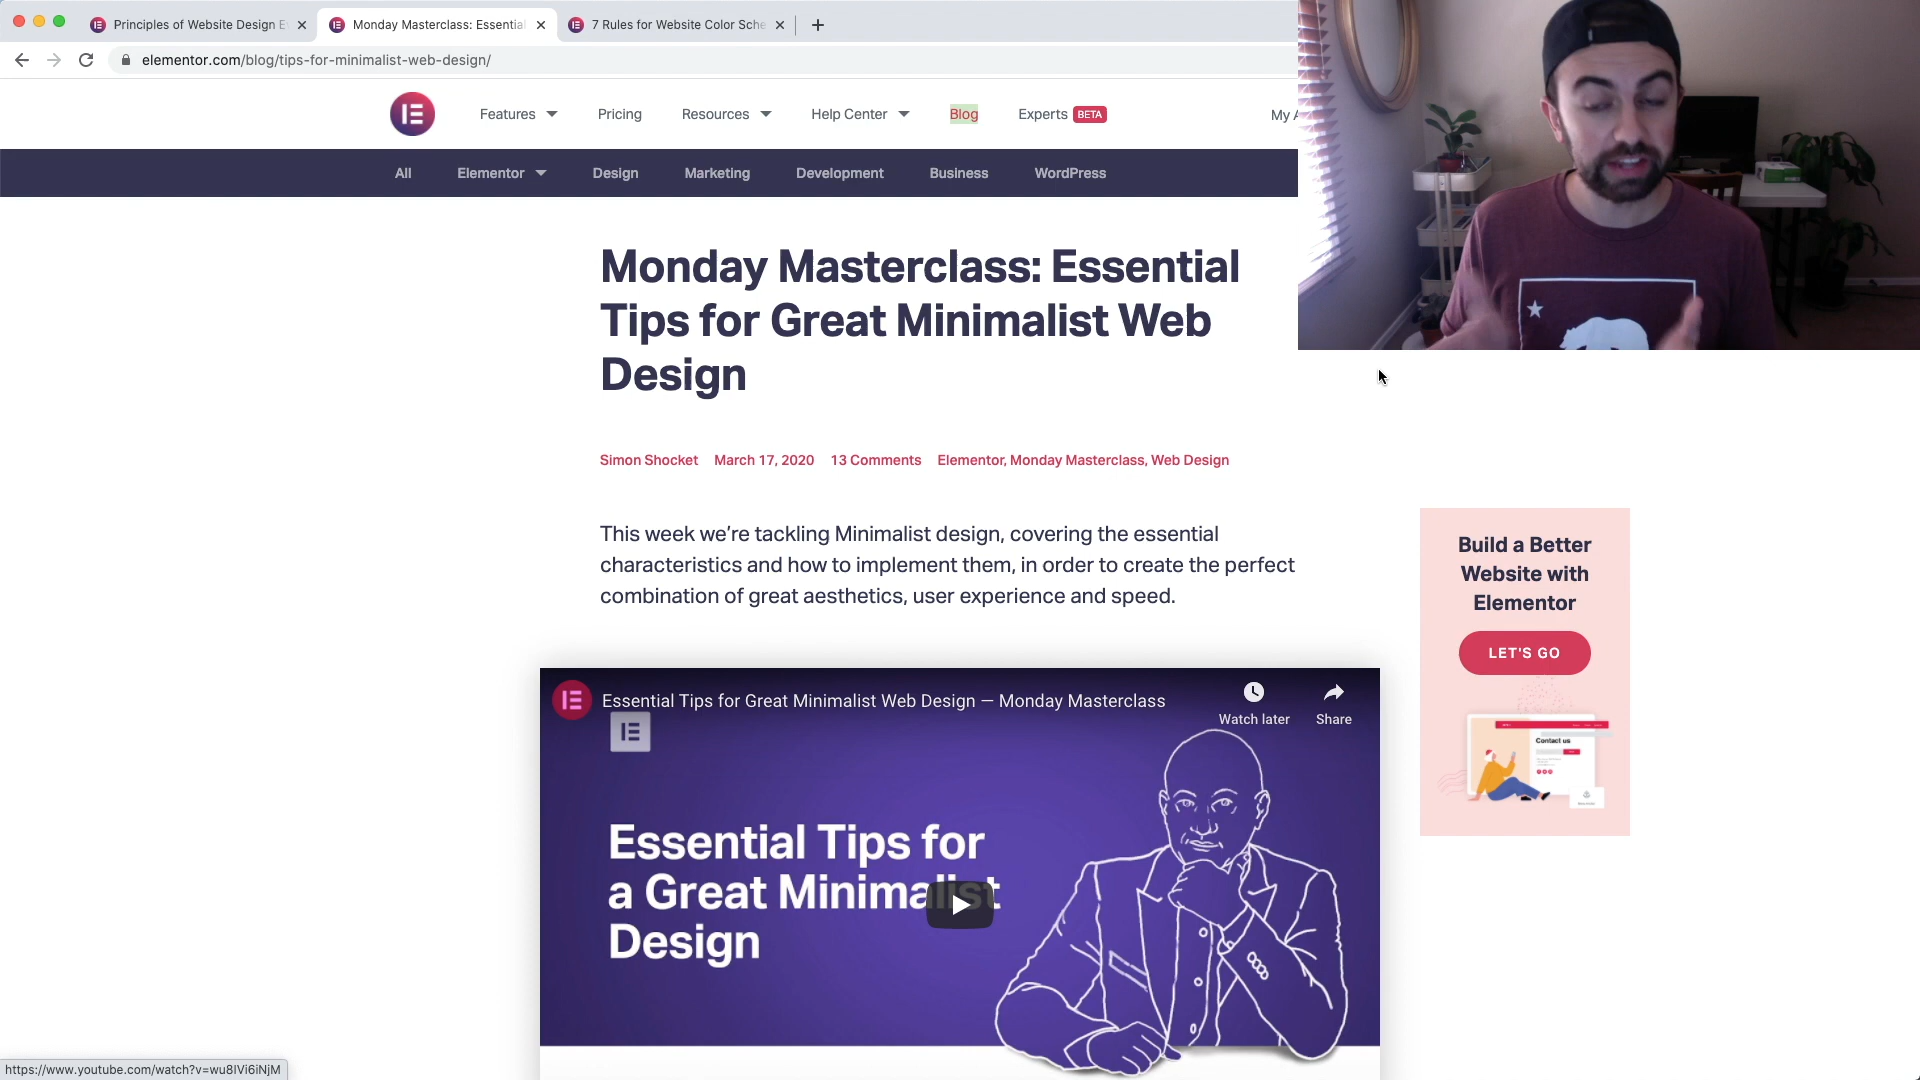 Principles of Website Design E
Monday Masterclass: Essential
7 Rules for Website Color Sche
elementor.com/blog/tips-for-minimalist-web-design/
Features
Pricing
Resources
Help Center
Blog
Experts BETA
My A
All
Elementor
Design
Marketing
Development
Business
WordPress
Monday Masterclass: Essential
Tips for Great Minimalist Web
Design
Simon Shocket March 17, 2020 13 Comments Elementor, Monday Masterclass, Web Design
This week we’re tackling Minimalist design, covering the essential
characteristics and how to implement them, in order to create the perfect
combination of great aesthetics, user experience and speed.
Build a Better
Website with
Elementor
LET'S GO
Contact us
Essential Tips for Great Minimalist Web Design — Monday Masterclass
Watch later
Share
Essential Tips for
a Great Minimalist
Design
https://www.youtube.com/watch?v=wu8IVi6iNjM